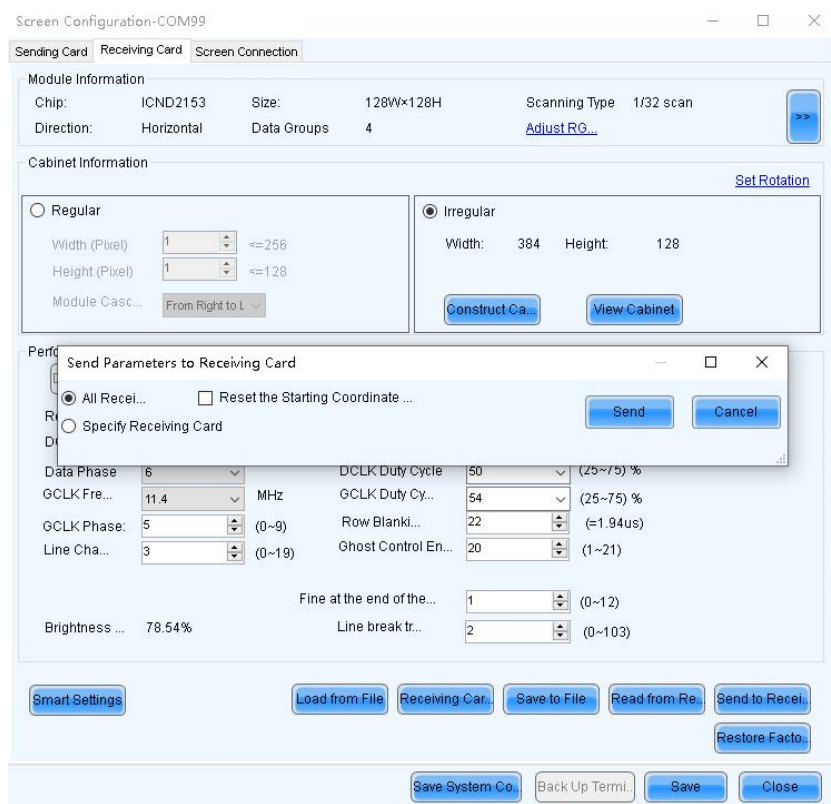 Screen Configuration-COM99
Sending Card Receiving Card Screen Connection
Module Information
Chip: ICND2153 Size: 128W×128H Scanning Type 1/32 scan
Direction: Horizontal Data Groups 4 Adjust RG...
>>
Cabinet Information
Set Rotation
Regular
Width (Pixel) 1 <=256
Height (Pixel) 1 <=128
Module Casc... From Right to L
Irregular
Width: 384 Height: 128
Construct Ca... View Cabinet
Perfo
Send Parameters to Receiving Card
All Recei... Reset the Starting Coordinate ...
Specify Receiving Card
Send Cancel
Data Phase 6 DCLK Duty Cycle 50 (25~75) %
GCLK Fre... 11.4 MHz GCLK Duty Cy... 54 (25~75) %
GCLK Phase: 5 (0~9) Row Blanki... 22 (=1.94us)
Line Cha... 3 (0~19) Ghost Control En... 20 (1~21)
Fine at the end of the... 1 (0~12)
Brightness ... 78.54% Line break tr... 2 (0~103)
Smart Settings Load from File Receiving Car.. Save to File Read from Re.. Send to Recei..
Restore Facto..
Save System Co.. Back Up Termi.. Save Close